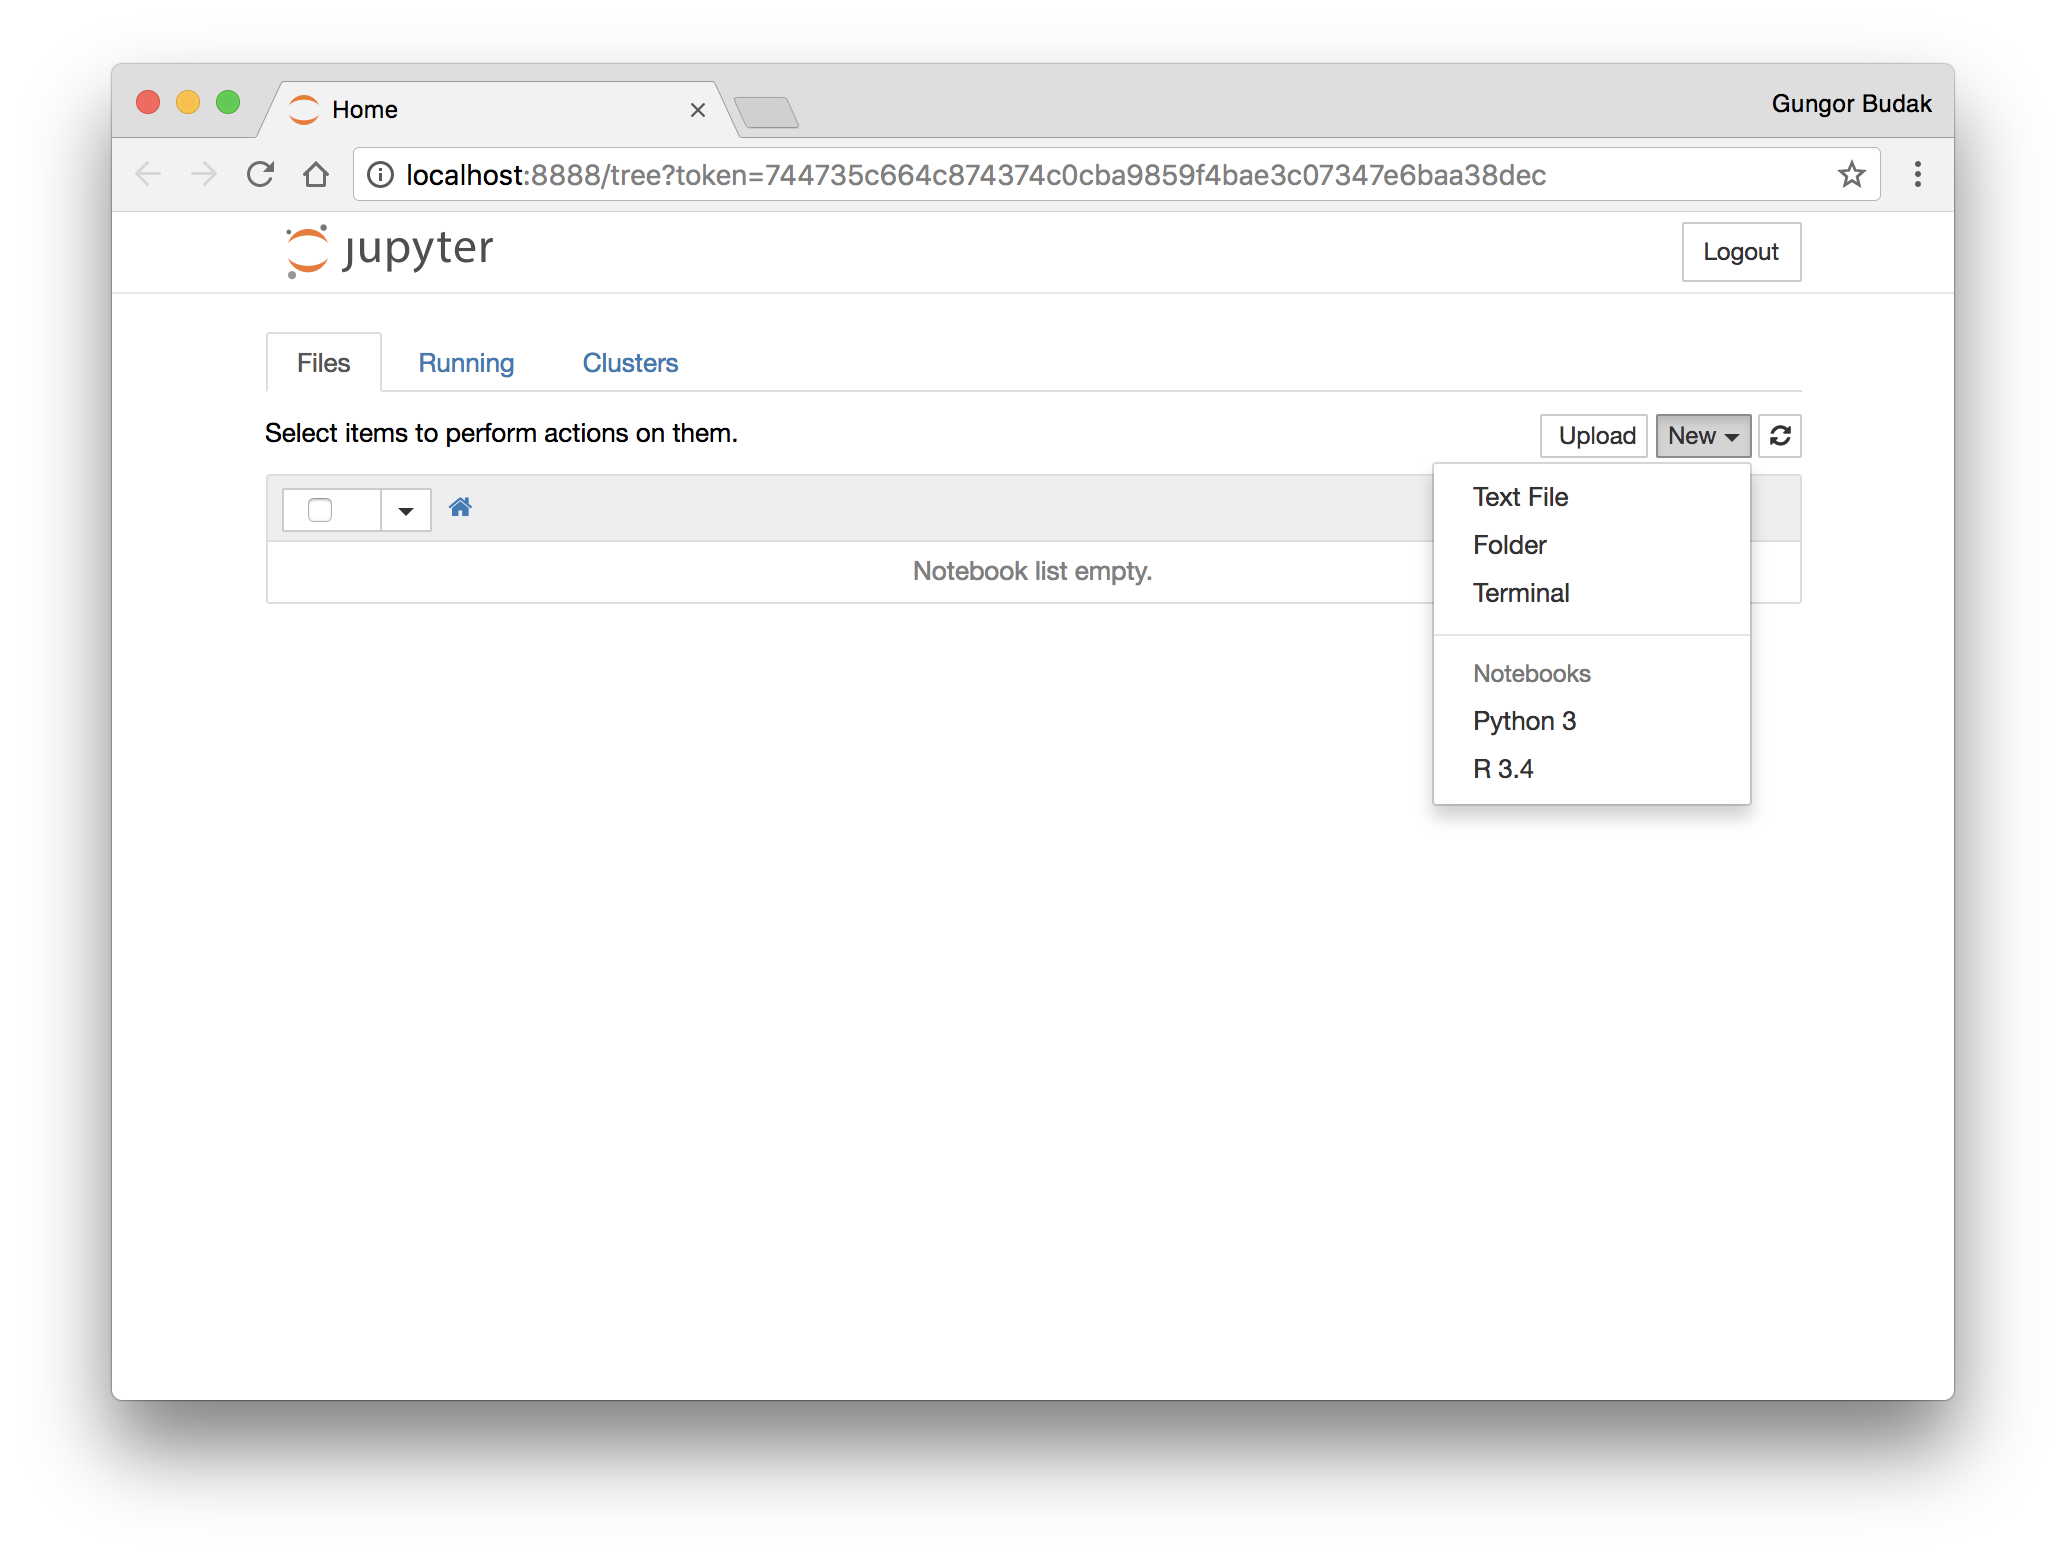 Home
Gungor Budak
localhost:8888/tree?token=744735c664c874374c0cba9859f4bae3c07347e6baa38dec
jupyter
Logout
Files Running Clusters
Select items to perform actions on them.
Upload New
Notebook list empty.
Text File
Folder
Terminal
Notebooks
Python 3
R 3.4